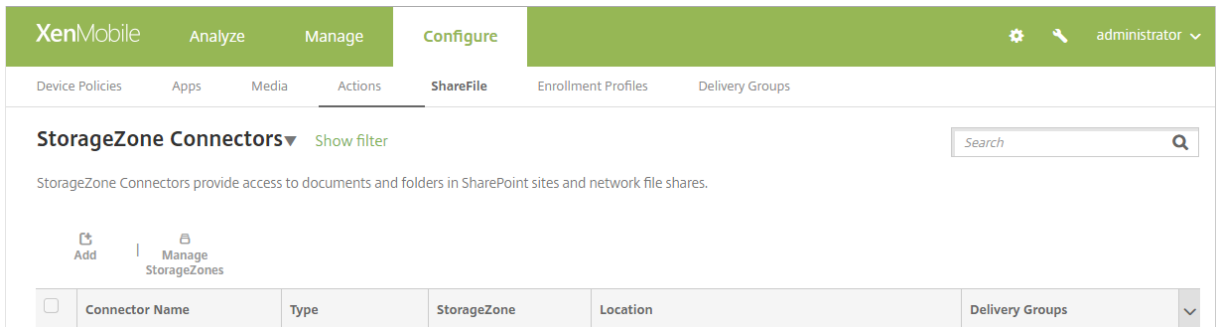 XenMobile Analyze Manage Configure administrator
Device Policies Apps Media Actions ShareFile Enrollment Profiles Delivery Groups
StorageZone Connectors Show filter Search
StorageZone Connectors provide access to documents and folders in SharePoint sites and network file shares.
Add | Manage
StorageZones
Connector Name Type StorageZone Location Delivery Groups